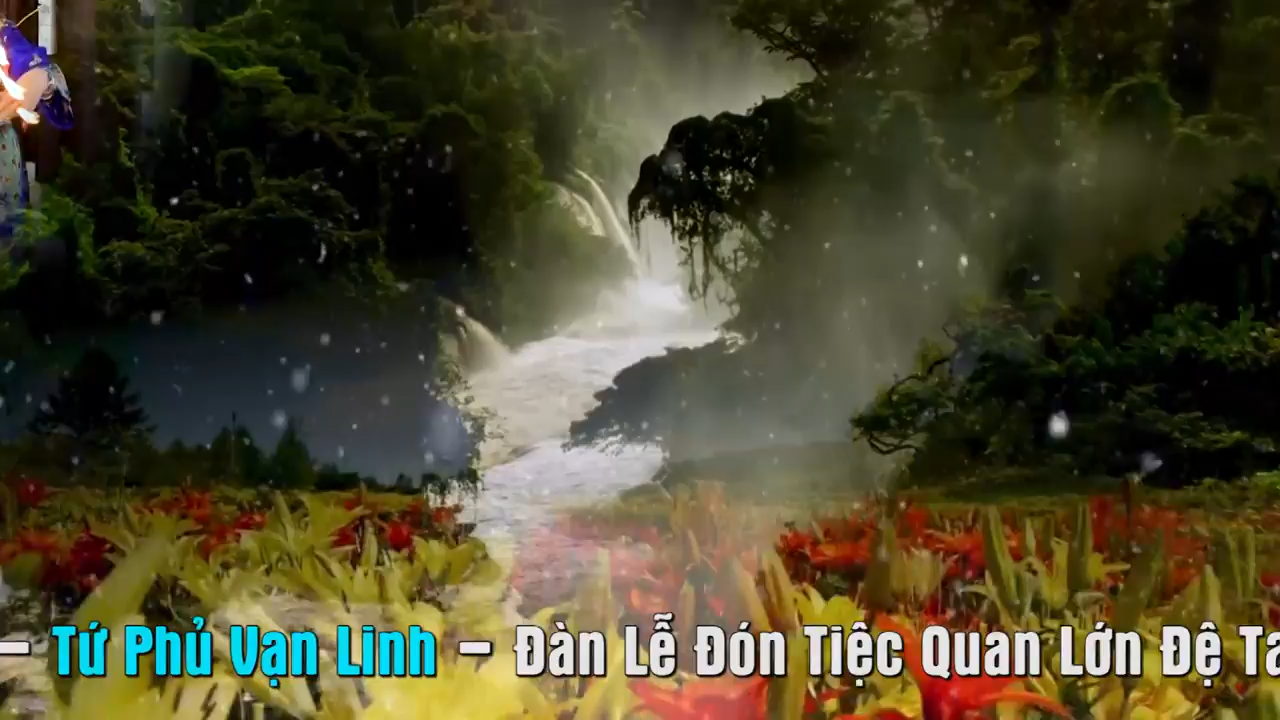 – Tứ Phủ Vạn Linh – Đàn Lễ Đón Tiệc Quan Lớn Đệ